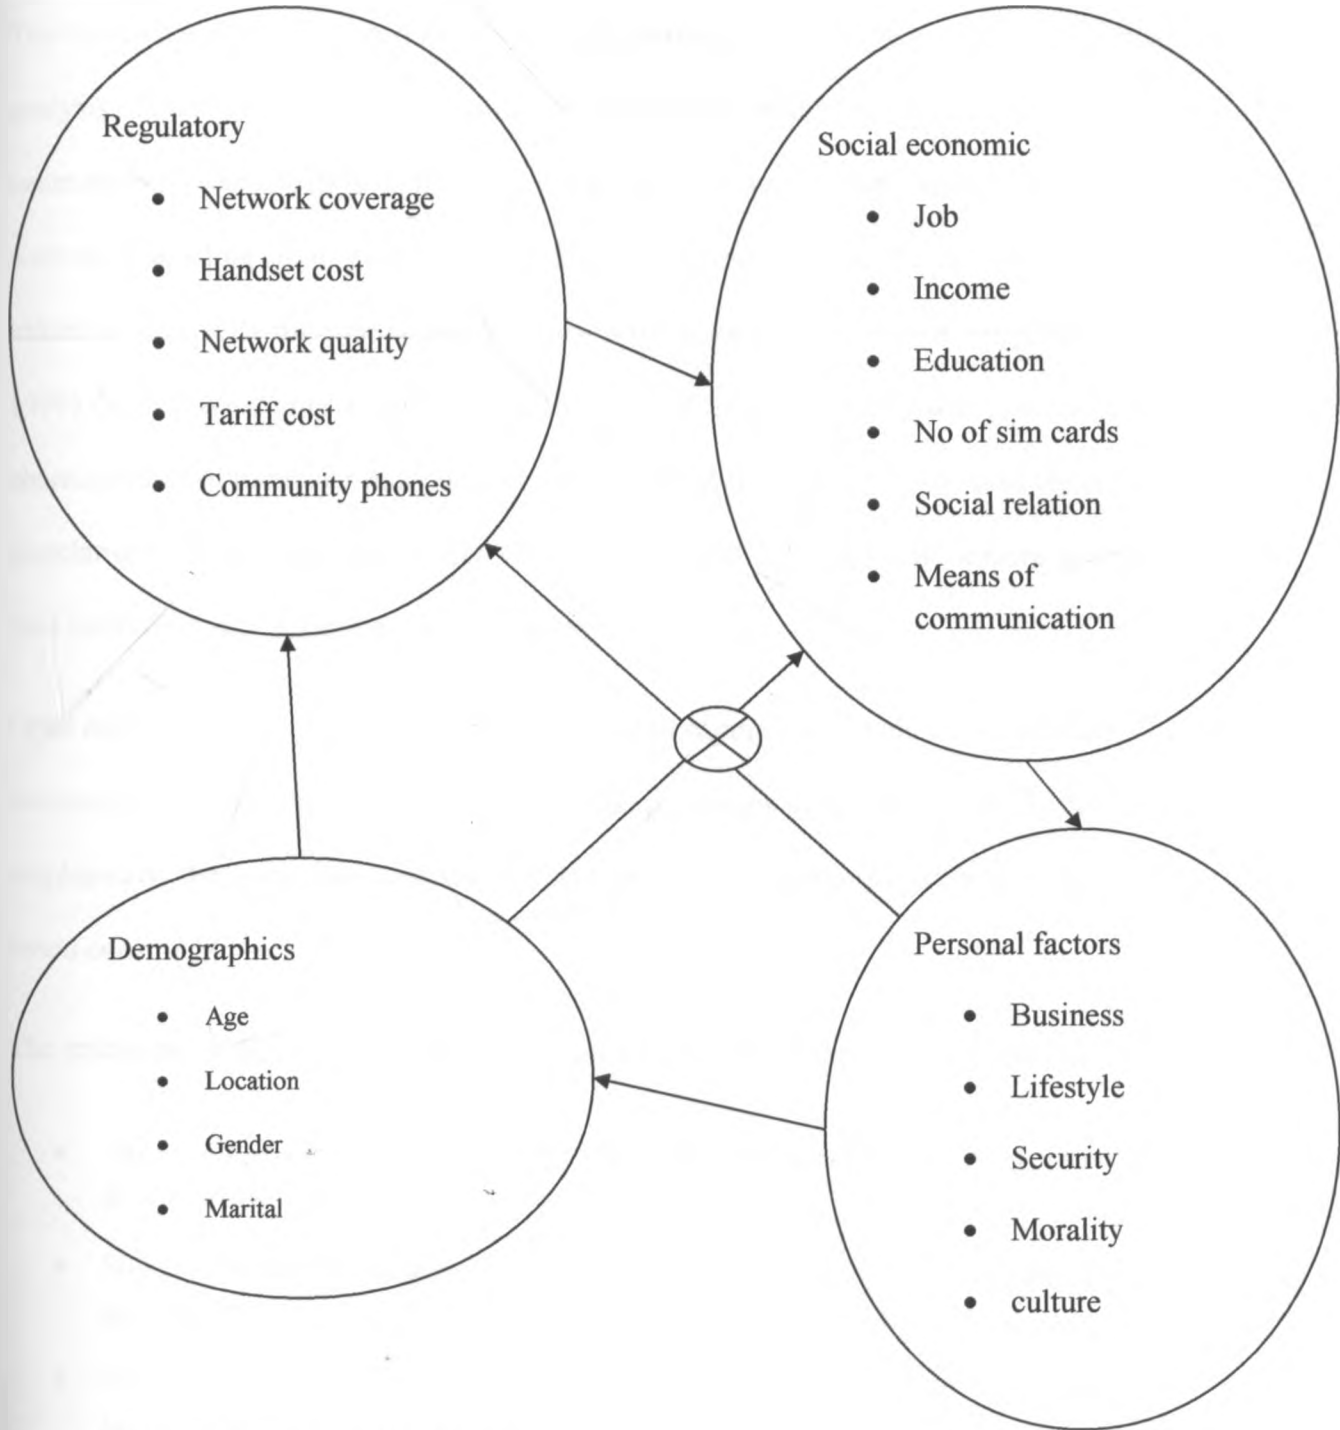 Regulatory
• Network coverage
• Handset cost
• Network quality
• Tariff cost
• Community phones
Social economic
• Job
• Income
• Education
• No of sim cards
• Social relation
• Means of
communication
Demographics
• Age
• Location
• Gender
• Marital
Personal factors
• Business
• Lifestyle
• Security
• Morality
• culture